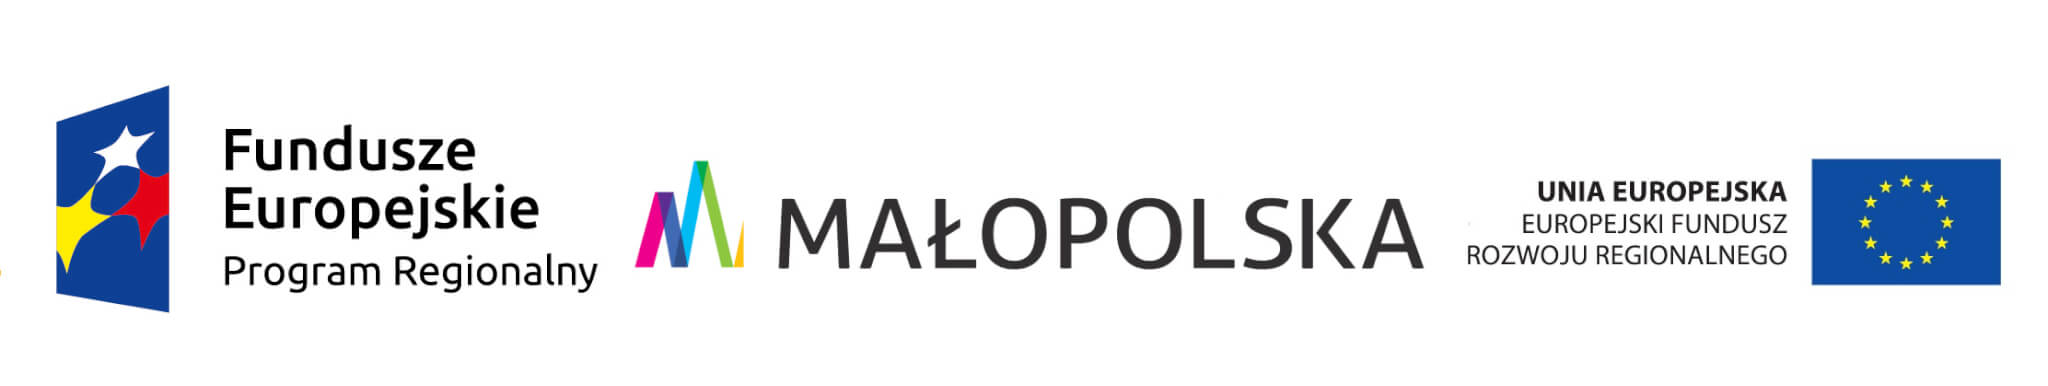 Fundusze
Europejskie
Program Regionalny
MAŁOPOLSKA
UNIA EUROPEJSKA
EUROPEJSKI FUNDUSZ
ROZWOJU REGIONALNEGO